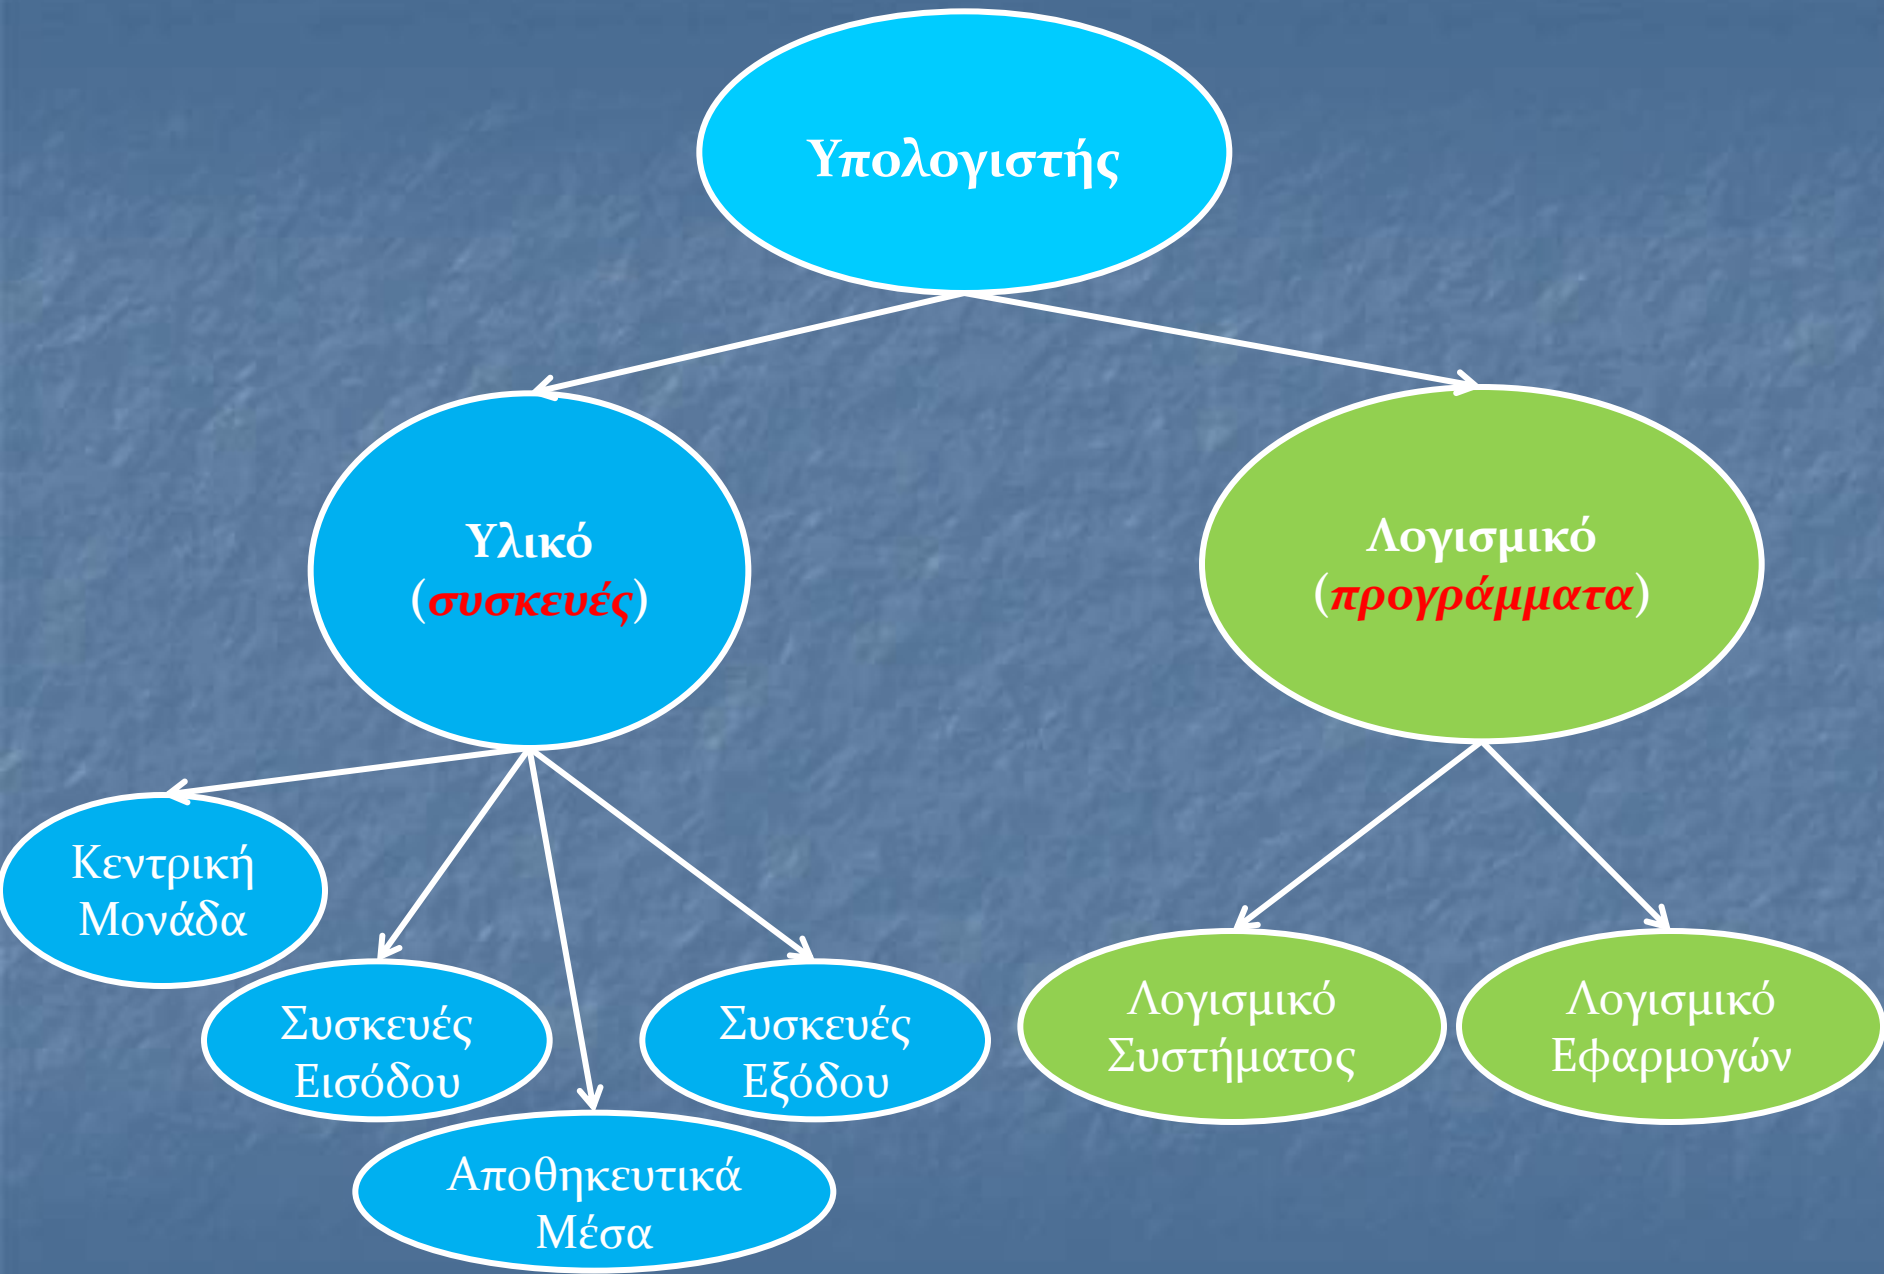 Υπολογιστής
Υλικό
(συσκευές)
Λογισμικό
(προγράμματα)
Κεντρική
Μονάδα
Συσκευές
Εισόδου
Αποθηκευτικά
Μέσα
Συσκευές
Εξόδου
Λογισμικό
Συστήματος
Λογισμικό
Εφαρμογών